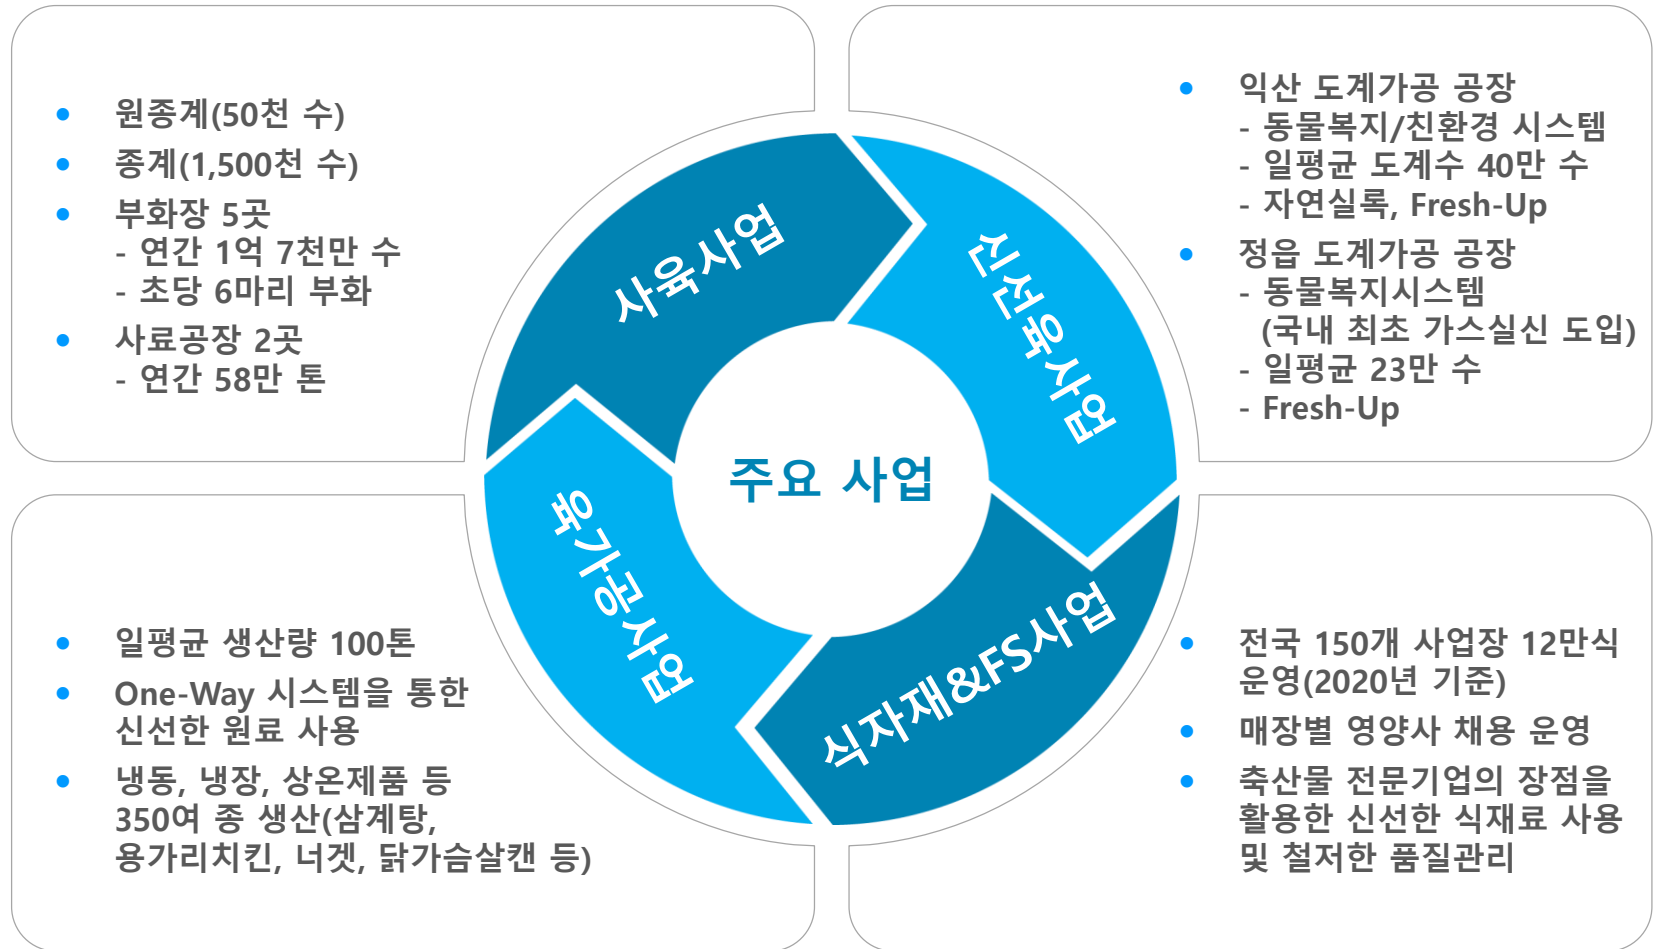 원종계(50천 수)
종계(1,500천 수)
부화장 5곳
- 연간 1억 7천만 수
- 초당 6마리 부화
사료공장 2곳
- 연간 58만 톤
익산 도계가공 공장
- 동물복지/친환경 시스템
- 일평균 도계수 40만 수
- 자연실록, Fresh-Up
정읍 도계가공 공장
- 동물복지시스템
(국내 최초 가스실신 도입)
- 일평균 23만 수
- Fresh-Up
사육사업
신선육사업
주요 사업
육가공사업
식자재&FS사업
일평균 생산량 100톤
One-Way 시스템을 통한
신선한 원료 사용
냉동, 냉장, 상온제품 등
350여 종 생산(삼계탕,
용가리치킨, 너겟, 닭가슴살캔 등)
전국 150개 사업장 12만식
운영(2020년 기준)
매장별 영양사 채용 운영
축산물 전문기업의 장점을
활용한 신선한 식재료 사용
및 철저한 품질관리